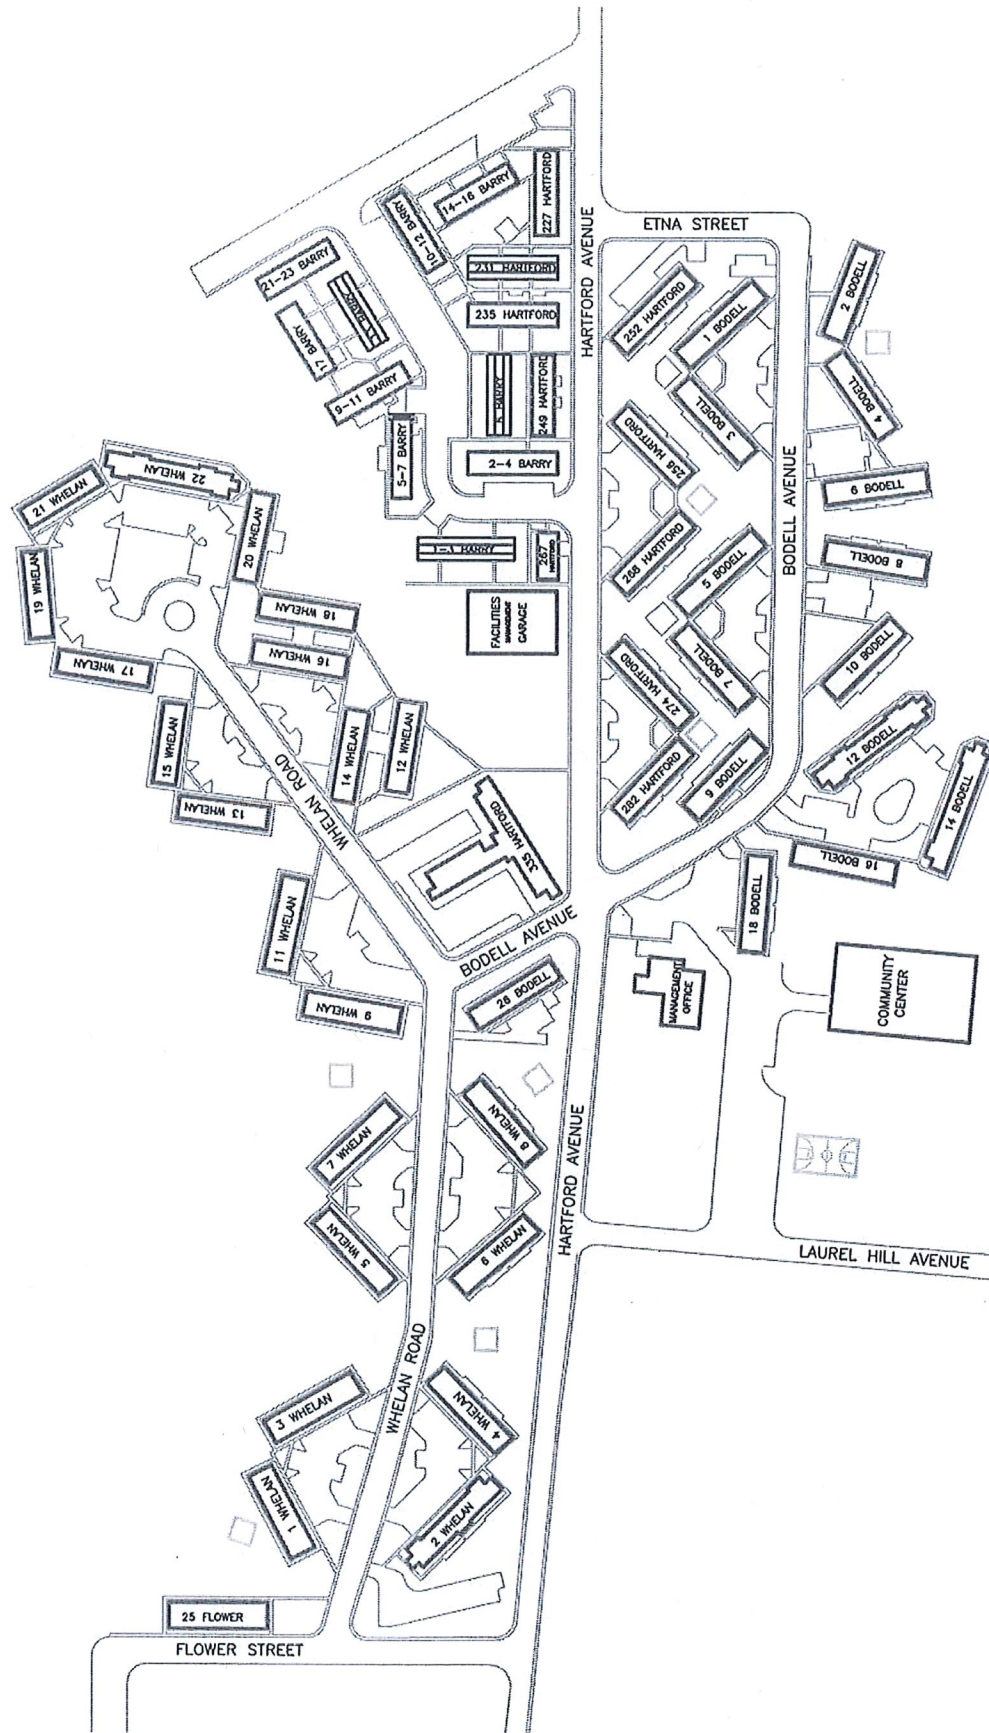 14-16 BARRY
227 HARTFORD
10-12 BARRY
ETNA STREET
HARTFORD AVENUE
21-23 BARRY
231 HARTFORD
2 BODELL
BARRY
252 HARTFORD
1 BODELL
235 HARTFORD
17 BARRY
4 BODELL
9-11 BARRY
BARRY
249 HARTFORD
3 BODELL
258 HARTFORD
5-7 BARRY
2-4 BARRY
BODELL AVENUE
6 BODELL
22 WHELAN
21 WHELAN
20 WHELAN
1-3 BARRY
267
HARTFORD
268 HARTFORD
5 BODELL
8 BODELL
19 WHELAN
18 WHELAN
FACILITIES
MANAGEMENT
GARAGE
16 WHELAN
17 WHELAN
274 HARTFORD
7 BODELL
10 BODELL
15 WHELAN
14 WHELAN
12 WHELAN
12 BODELL
13 WHELAN
WHELAN ROAD
282 HARTFORD
9 BODELL
14 BODELL
335 HARTFORD
16 BODELL
18 BODELL
11 WHELAN
BODELL AVENUE
26 BODELL
9 WHELAN
MANAGEMENT
OFFICE
COMMUNITY
CENTER
7 WHELAN
8 WHELAN
HARTFORD AVENUE
5 WHELAN
6 WHELAN
LAUREL HILL AVENUE
WHELAN ROAD
3 WHELAN
4 WHELAN
1 WHELAN
2 WHELAN
25 FLOWER
FLOWER STREET